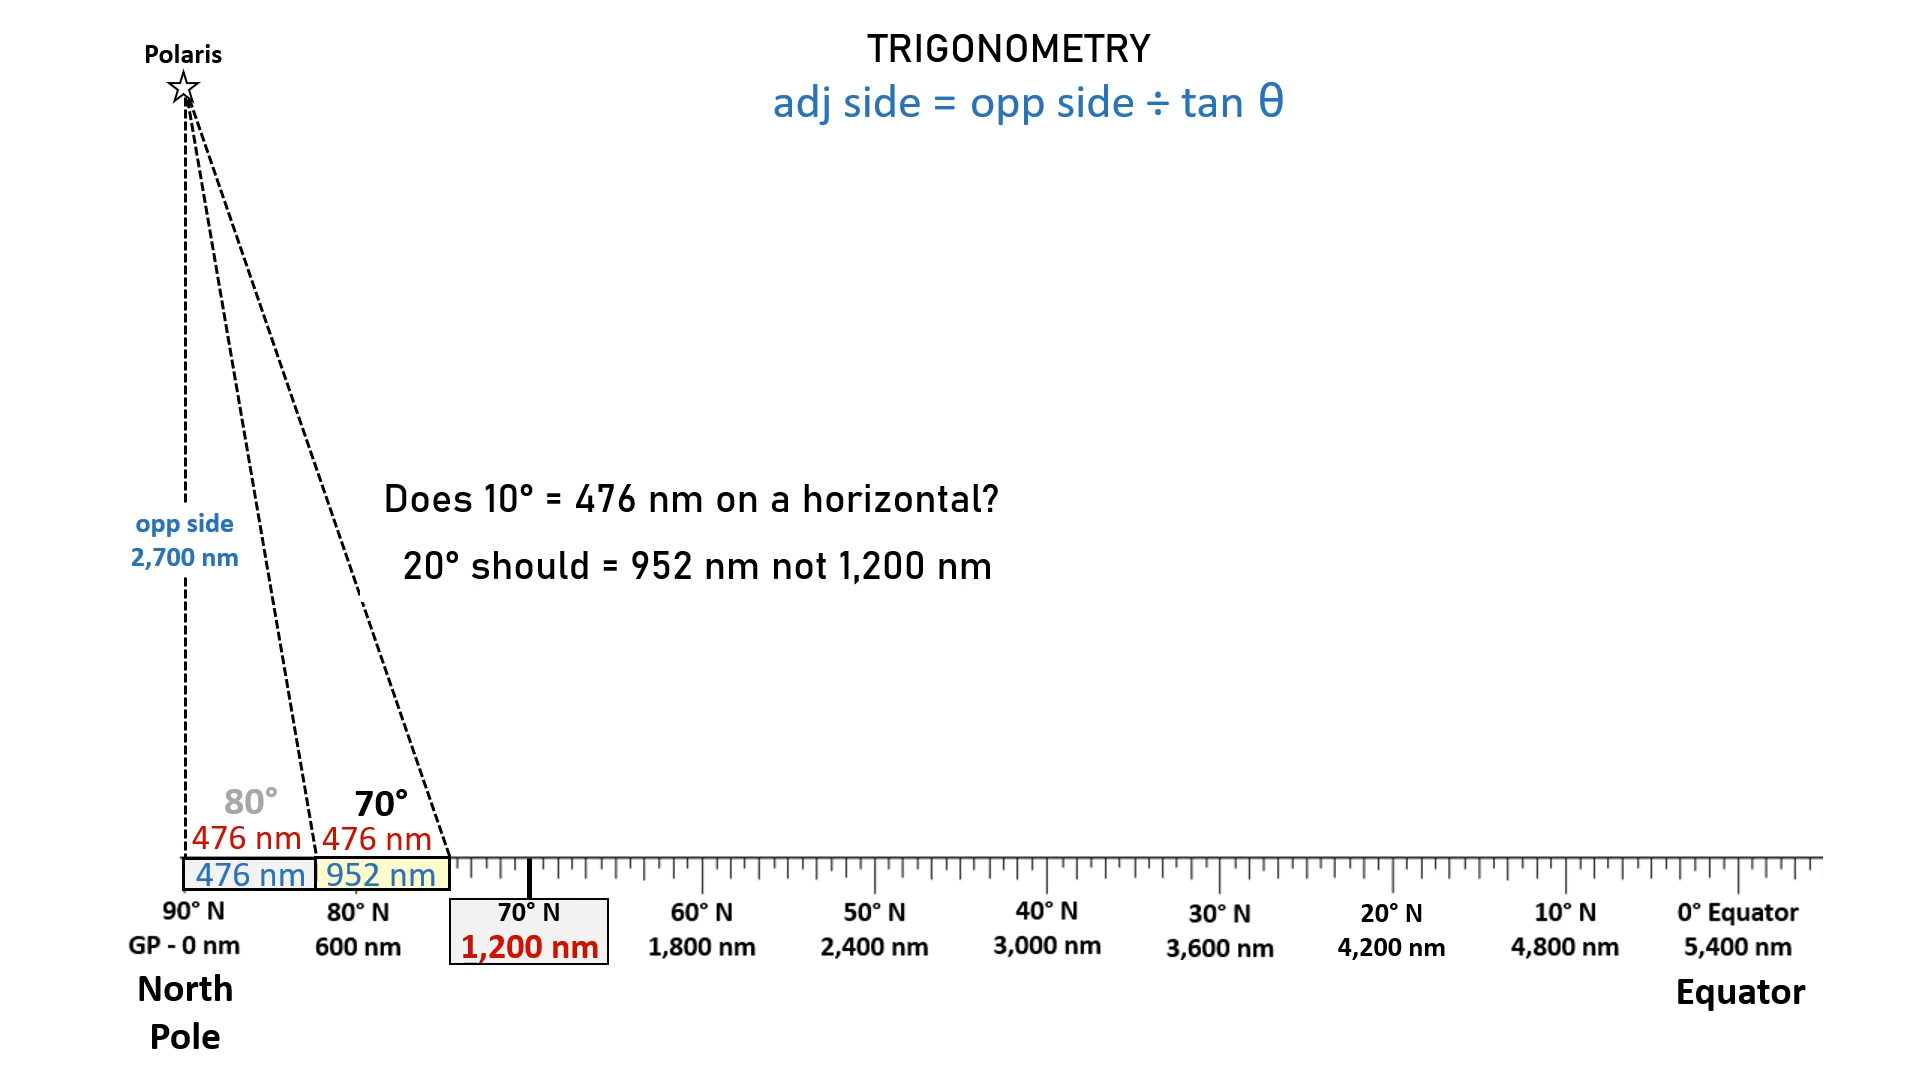 Polaris
TRIGONOMETRY
adj side = opp side ÷ tan θ
Does 10° = 476 nm on a horizontal?
opp side
2,700 nm
20° should = 952 nm not 1,200 nm
80° 70°
476 nm 476 nm
476 nm 952 nm
90° N 80° N 70° N 60° N 50° N 40° N 30° N 20° N 10° N 0° Equator
GP - 0 nm 600 nm 1,200 nm 1,800 nm 2,400 nm 3,000 nm 3,600 nm 4,200 nm 4,800 nm 5,400 nm
North Equator
Pole